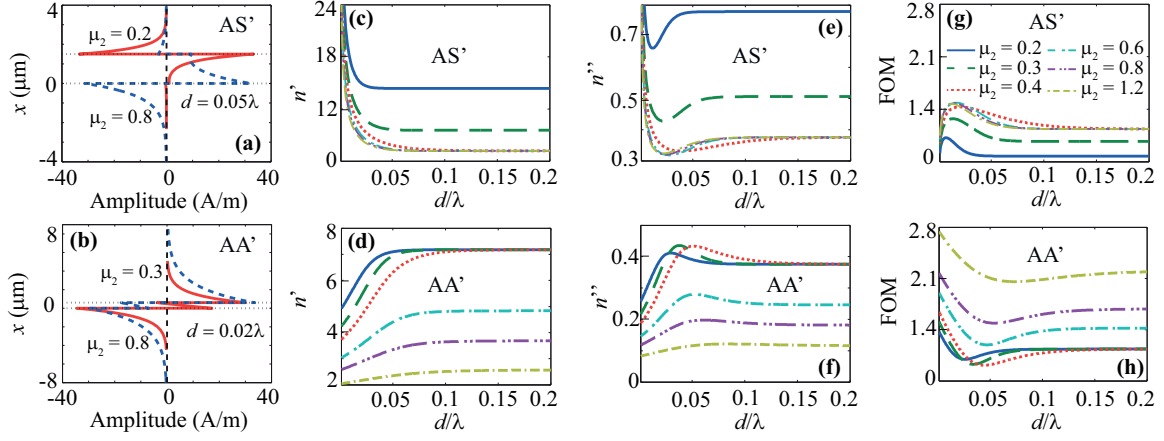 4
2
0
2
4
x (μm)
μ₂ = 0.2
AS'
d = 0.05λ
μ₂ = 0.8
(a)
−40
0
40
Amplitude (A/m)
24
18
12
6
0
n'
(c)
AS'
0.05
0.1
0.15
0.2
d/λ
0.7
0.5
0.3
n''
(e)
AS'
0.05
0.1
0.15
0.2
d/λ
2.8
2.1
1.4
0
FOM
(g)
AS'
μ₂ = 0.2
μ₂ = 0.6
μ₂ = 0.3
μ₂ = 0.8
μ₂ = 0.4
μ₂ = 1.2
0.05
0.1
0.15
0.2
d/λ
8
0
0
8
x (μm)
(b)
AA'
μ₂ = 0.3
d = 0.02λ
μ₂ = 0.8
−40
0
40
Amplitude (A/m)
8
6
4
2
n'
(d)
AA'
0.05
0.1
0.15
0.2
d/λ
0.4
0.2
0
n''
AA'
(f)
0.05
0.1
0.15
0.2
d/λ
2.8
2.1
1.4
0
FOM
AA'
(h)
0.05
0.1
0.15
0.2
d/λ